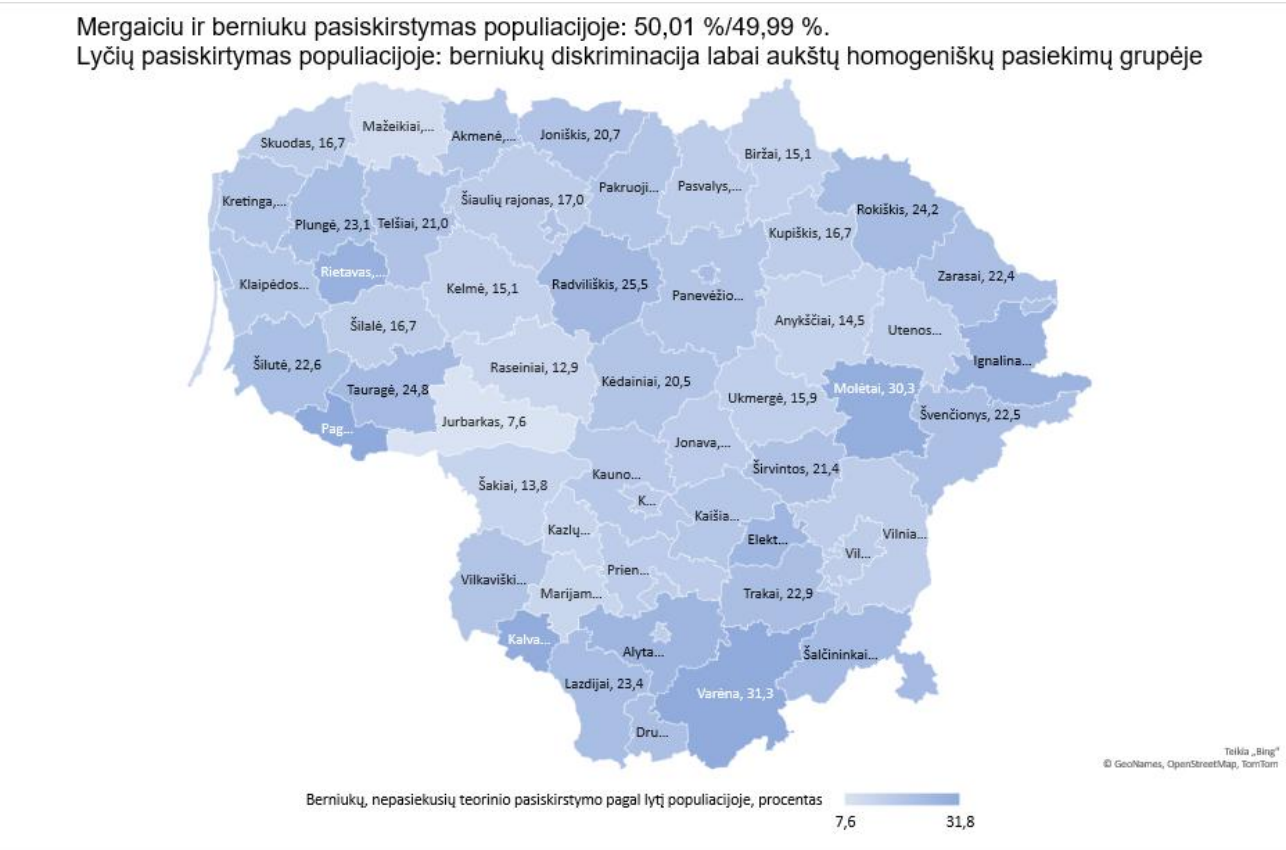 Mergaiciu ir berniuku pasiskirstymas populiacijoje: 50,01 %/49,99 %.
Lyčių pasiskirtymas populiacijoje: berniukų diskriminacija labai aukštų homogeniškų pasiekimų grupėje
Skuodas, 16,7
Mažeikiai,...
Akmenė,...
Joniškis, 20,7
Biržai, 15,1
Kretinga,...
Plungė, 23,1
Telšiai, 21,0
Šiaulių rajonas, 17,0
Pakruoji...
Pasvalys,...
Rokiškis, 24,2
Kupiškis, 16,7
Klaipėdos...
Rietavas,...
Kelmė, 15,1
Radviliškis, 25,5
Panevėžio...
Zarasai, 22,4
Šilalė, 16,7
Anykščiai, 14,5
Utenos...
Šilutė, 22,6
Tauragė, 24,8
Raseiniai, 12,9
Kėdainiai, 20,5
Ignalina...
Molėtai, 30,3
Ukmergė, 15,9
Švenčionys, 22,5
Pag...
Jurbarkas, 7,6
Jonava,...
Širvintos, 21,4
Šakiai, 13,8
Kauno...
K...
Kaišia...
Kazlų...
Elekt...
Vilnia...
Vil...
Vilkaviški...
Prien...
Marijam...
Trakai, 22,9
Kalva...
Alyta...
Šalčininkai...
Lazdijai, 23,4
Varėna, 31,3
Dru...
Teikia „Bing“
© GeoNames, OpenStreetMap, TomTom
Berniukų, nepasiekusių teorinio pasiskirstymo pagal lytį populiacijoje, procentas
7,6
31,8